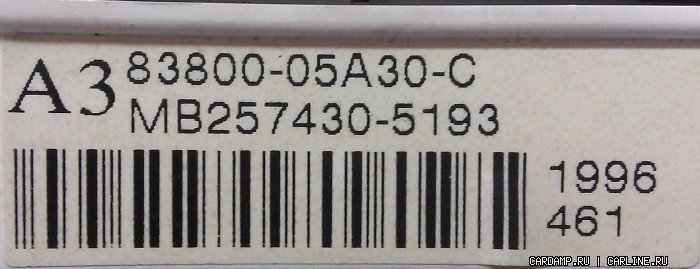 A3 83800-05A30-C
MB257430-5193
1996
461
CARDAMP.RU | CARLINE.RU